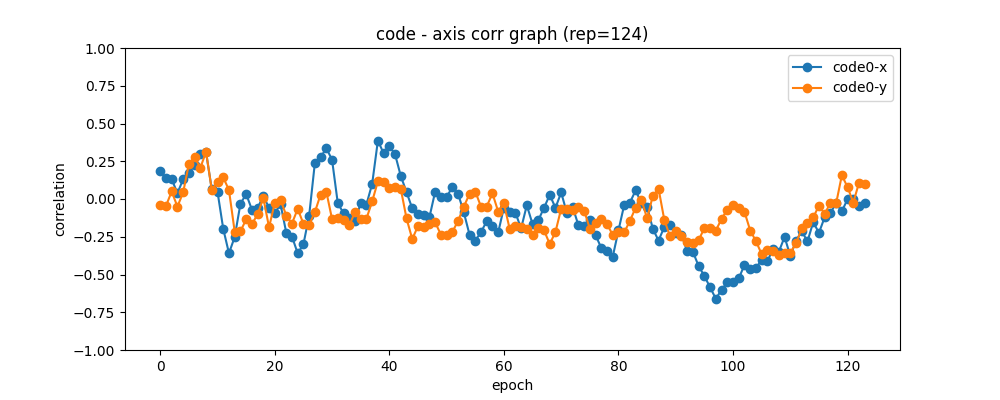 code - axis corr graph (rep=124)
1.00
0.75
0.50
0.25
0.00
−0.25
−0.50
−0.75
−1.00
correlation
code0-x
code0-y
0 20 40 60 80 100 120
epoch